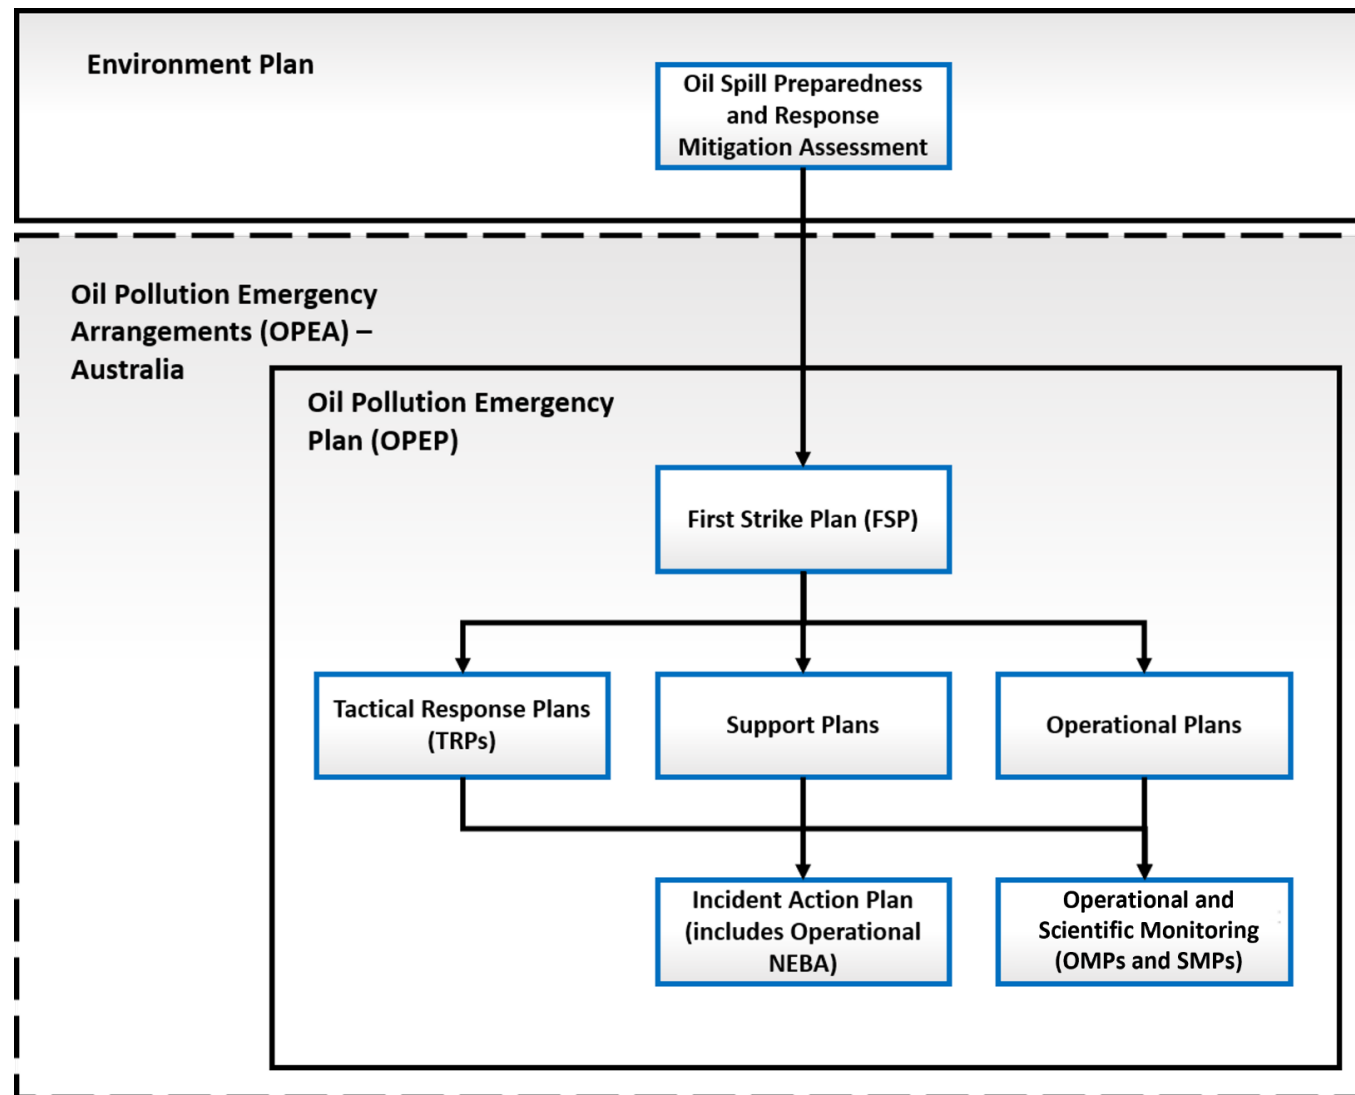 Environment Plan
Oil Spill Preparedness
and Response
Mitigation Assessment
Oil Pollution Emergency
Arrangements (OPEA) –
Australia
Oil Pollution Emergency
Plan (OPEP)
First Strike Plan (FSP)
Tactical Response Plans
(TRPs)
Support Plans
Operational Plans
Incident Action Plan
(includes Operational
NEBA)
Operational and
Scientific Monitoring
(OMPs and SMPs)